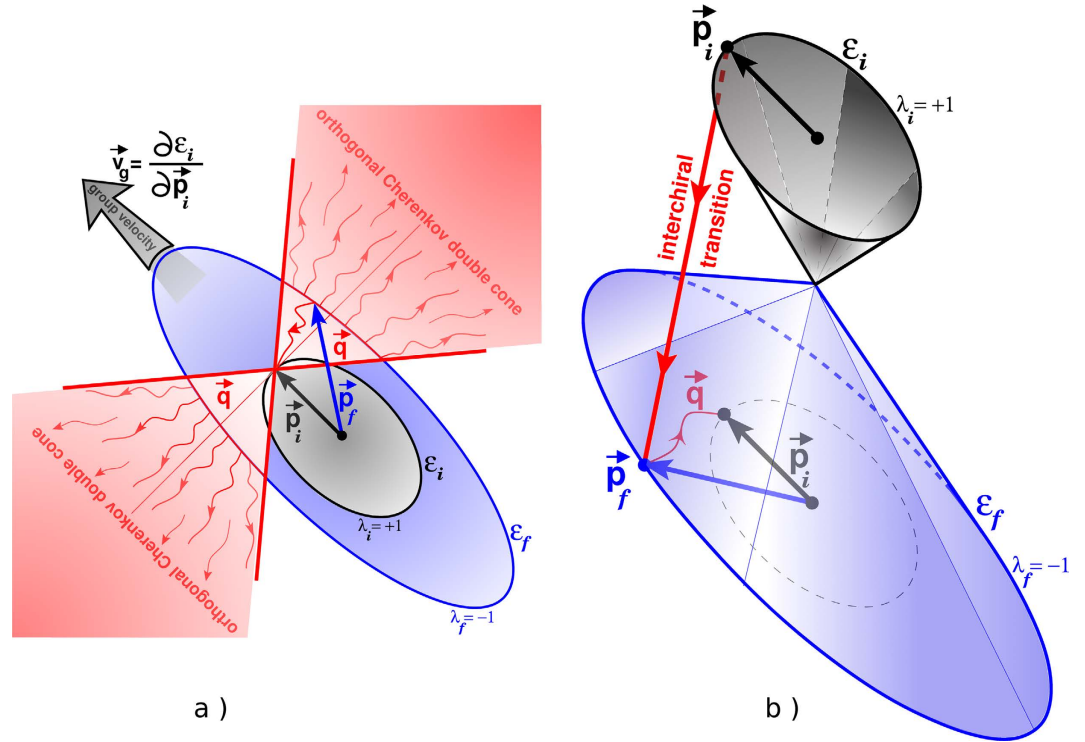 v_g = ∂ε_i / ∂p_i
group velocity
orthogonal Cherenkov double cone
q
q
p_i
p_f
ε_i
λ_i = +1
ε_f
λ_f = −1
orthogonal Cherenkov double cone
a )
p_i
ε_i
λ_i = +1
interchiral
transition
q
p_i
p_f
ε_f
λ_f = −1
b )